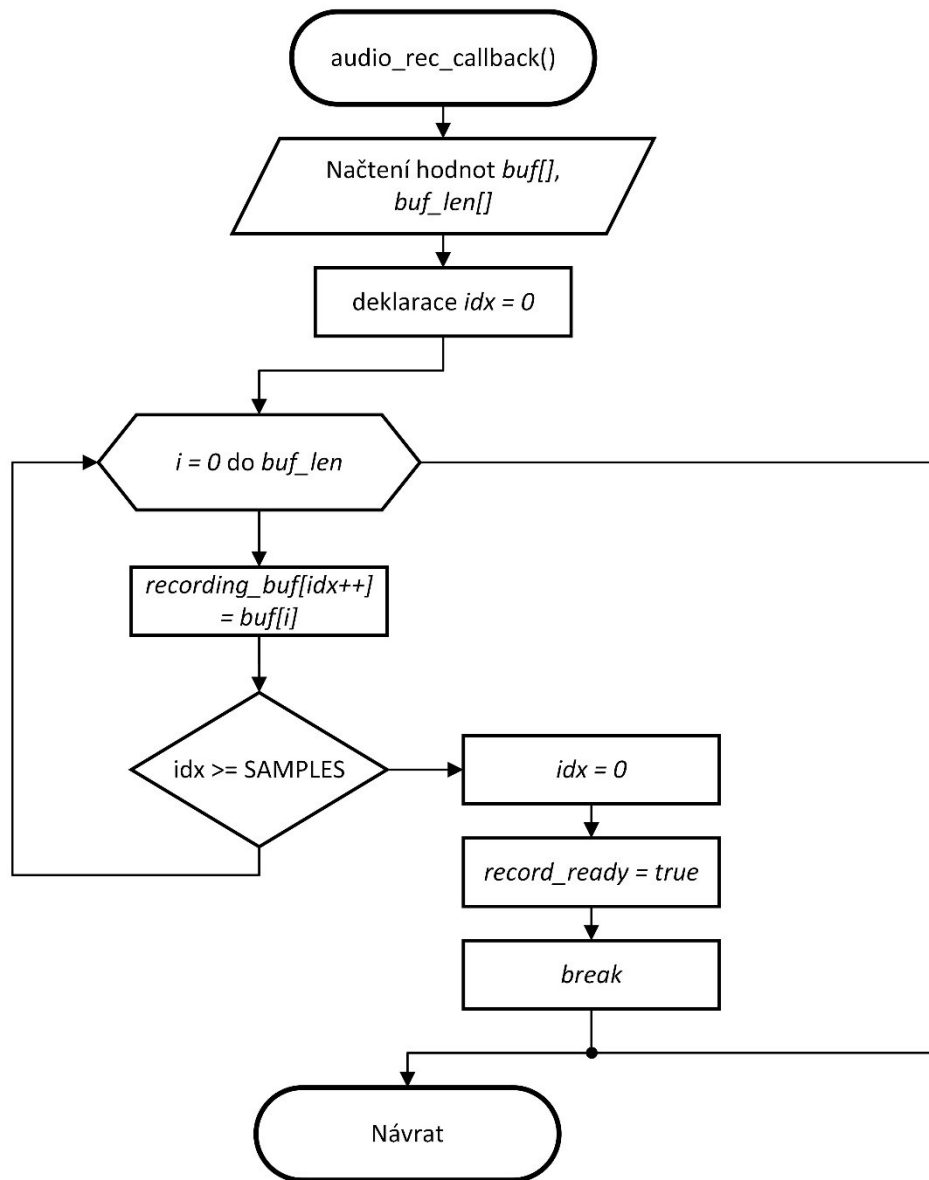 audio_rec_callback()
Načtení hodnot buf[],
buf_len[]
deklarace idx = 0
i = 0 do buf_len
recording_buf[idx++]
= buf[i]
idx >= SAMPLES
idx = 0
record_ready = true
break
Návrat